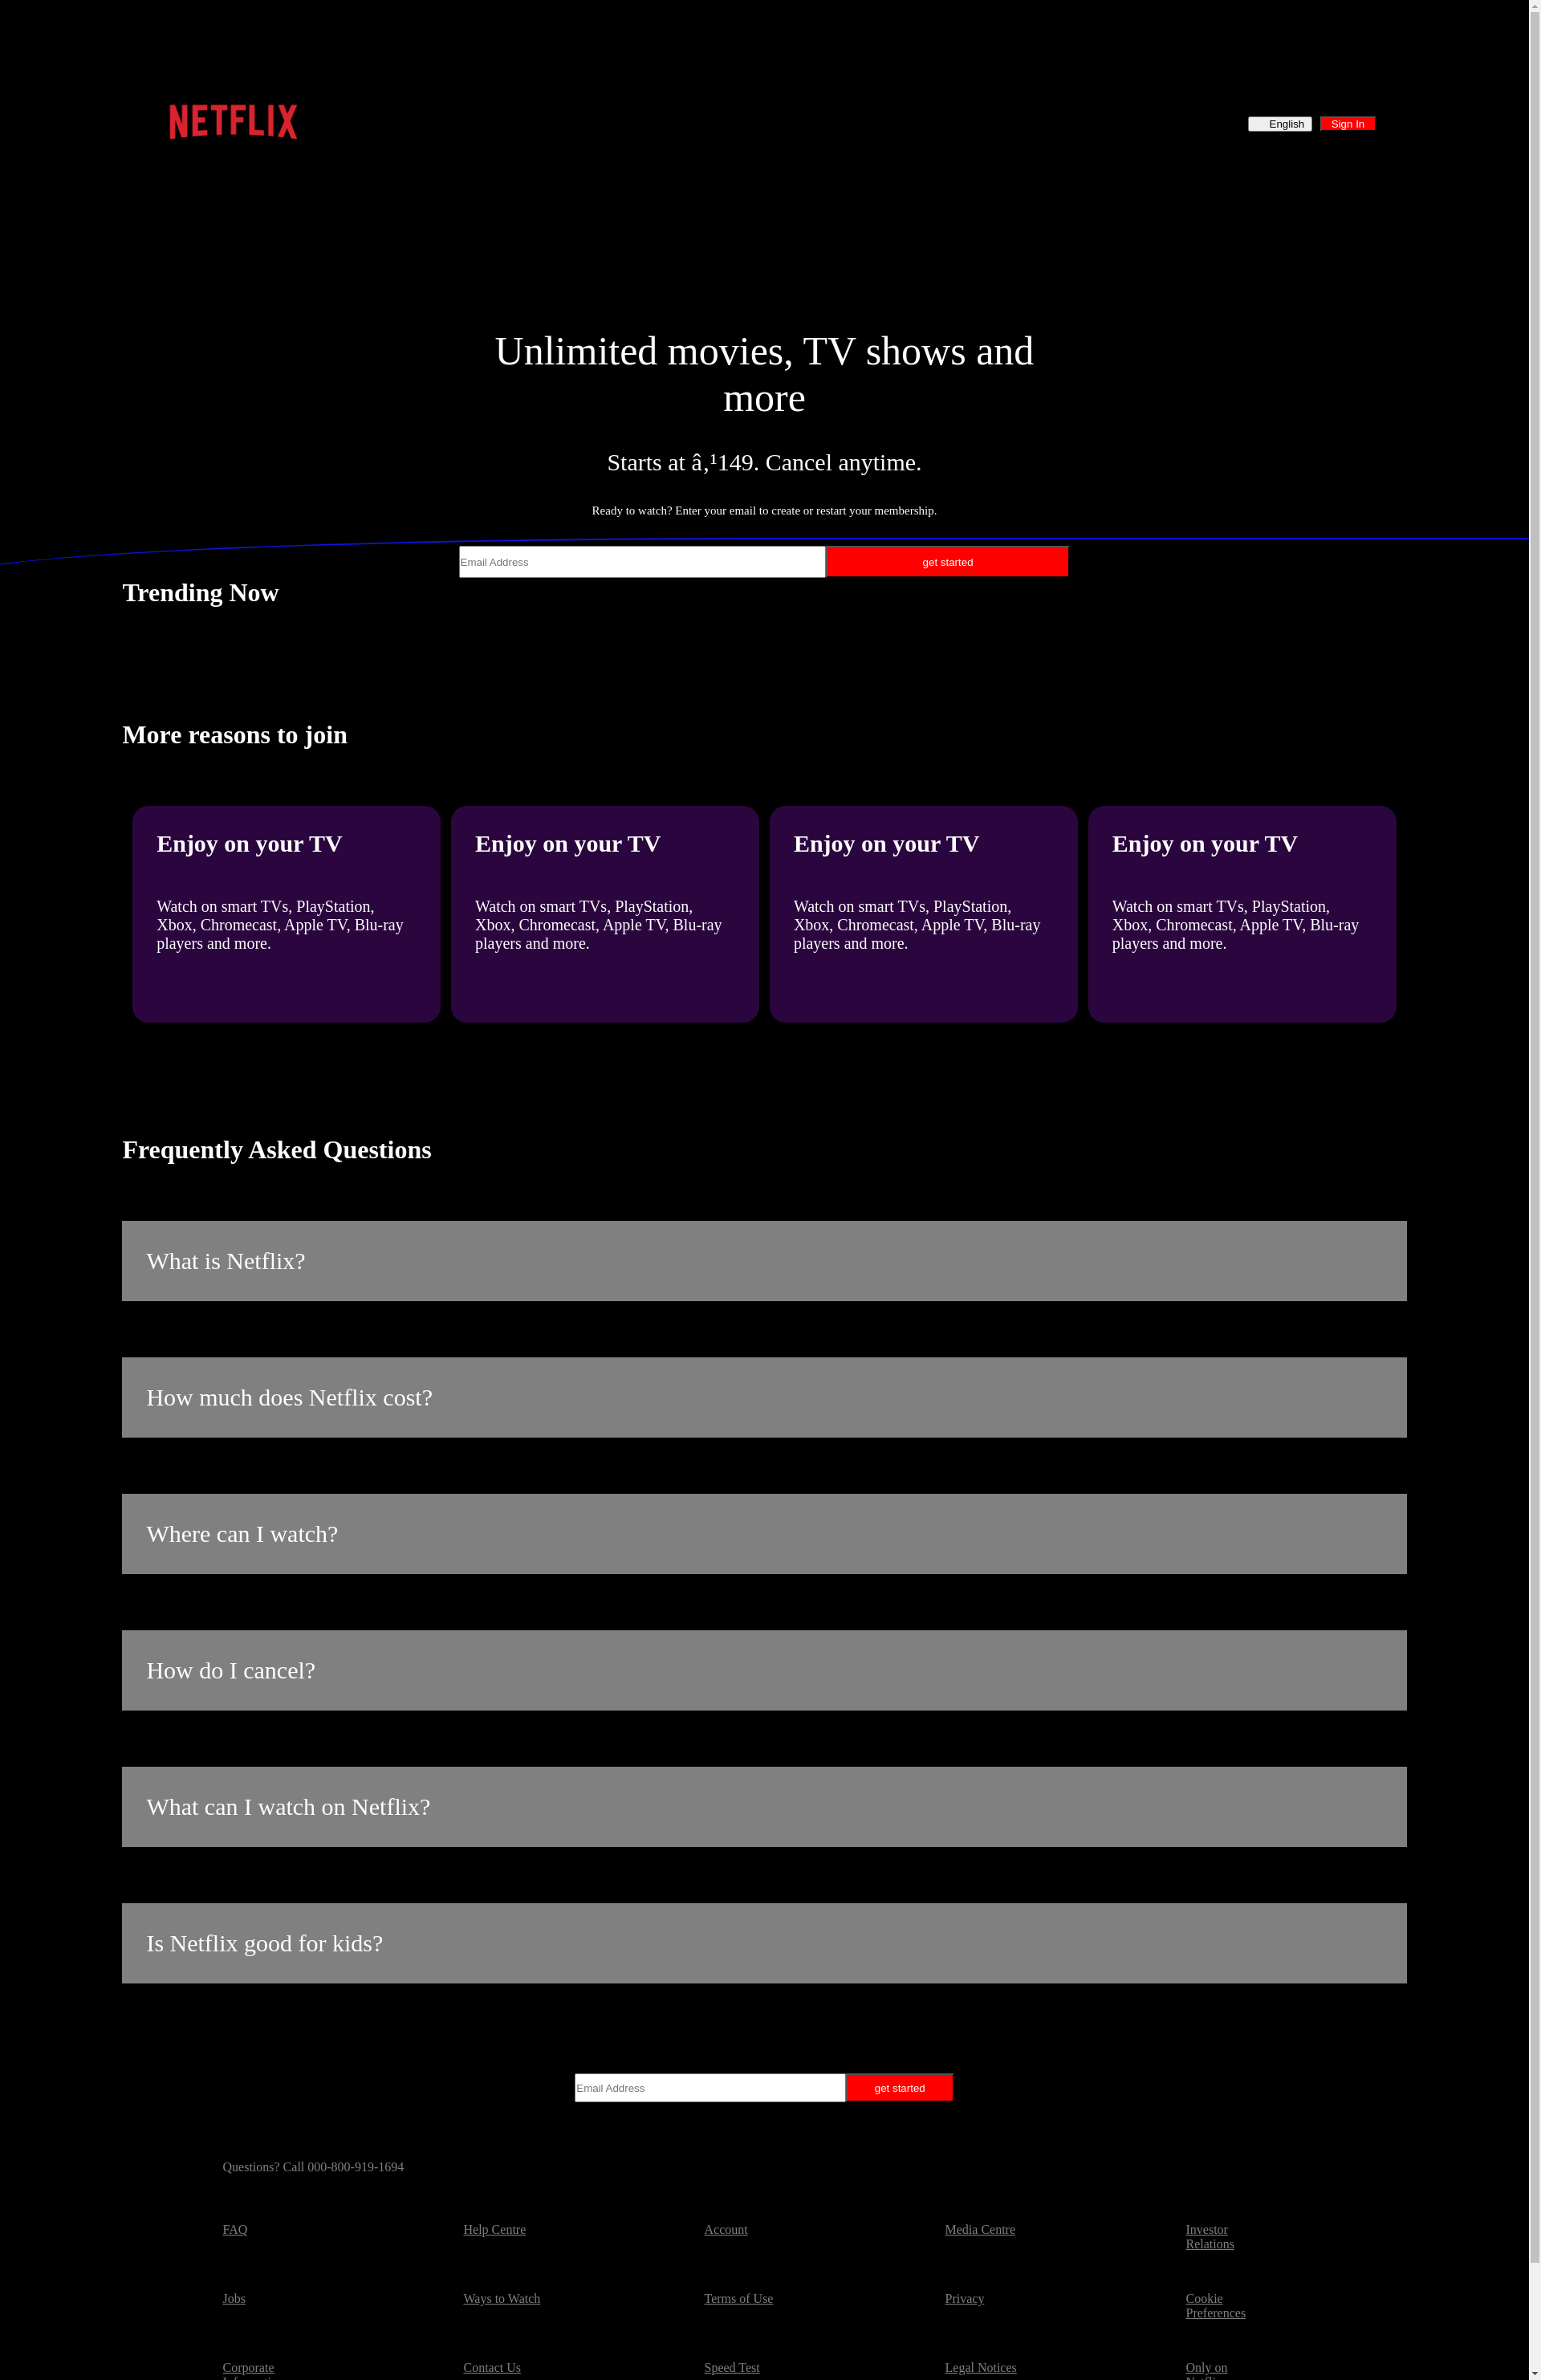 NETFLIX
English
Sign In
Unlimited movies, TV shows and
more
Starts at â‚¹149. Cancel anytime.
Ready to watch? Enter your email to create or restart your membership.
Email Address
get started
Trending Now
More reasons to join
Enjoy on your TV
Watch on smart TVs, PlayStation,
Xbox, Chromecast, Apple TV, Blu-ray
players and more.
Enjoy on your TV
Watch on smart TVs, PlayStation,
Xbox, Chromecast, Apple TV, Blu-ray
players and more.
Enjoy on your TV
Watch on smart TVs, PlayStation,
Xbox, Chromecast, Apple TV, Blu-ray
players and more.
Enjoy on your TV
Watch on smart TVs, PlayStation,
Xbox, Chromecast, Apple TV, Blu-ray
players and more.
Frequently Asked Questions
What is Netflix?
How much does Netflix cost?
Where can I watch?
How do I cancel?
What can I watch on Netflix?
Is Netflix good for kids?
Email Address
get started
Questions? Call 000-800-919-1694
FAQ
Help Centre
Account
Media Centre
Investor
Relations
Jobs
Ways to Watch
Terms of Use
Privacy
Cookie
Preferences
Corporate
Contact Us
Speed Test
Legal Notices
Only on